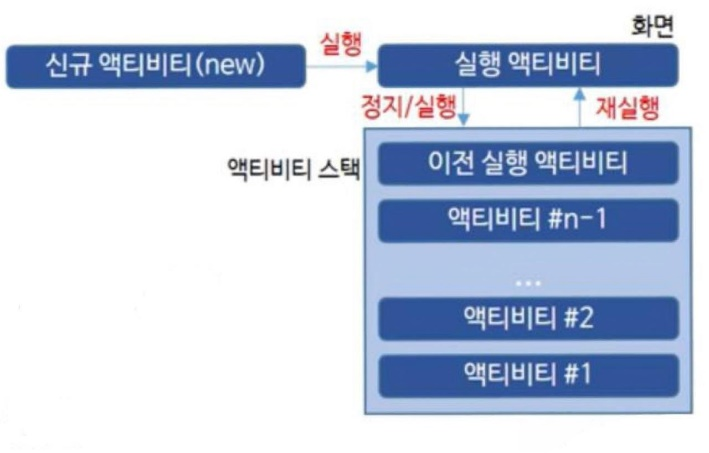 화면
신규 액티비티(new)
실행
실행 액티비티
정지/실행
재실행
액티비티 스택
이전 실행 액티비티
액티비티 #n-1
...
액티비티 #2
액티비티 #1